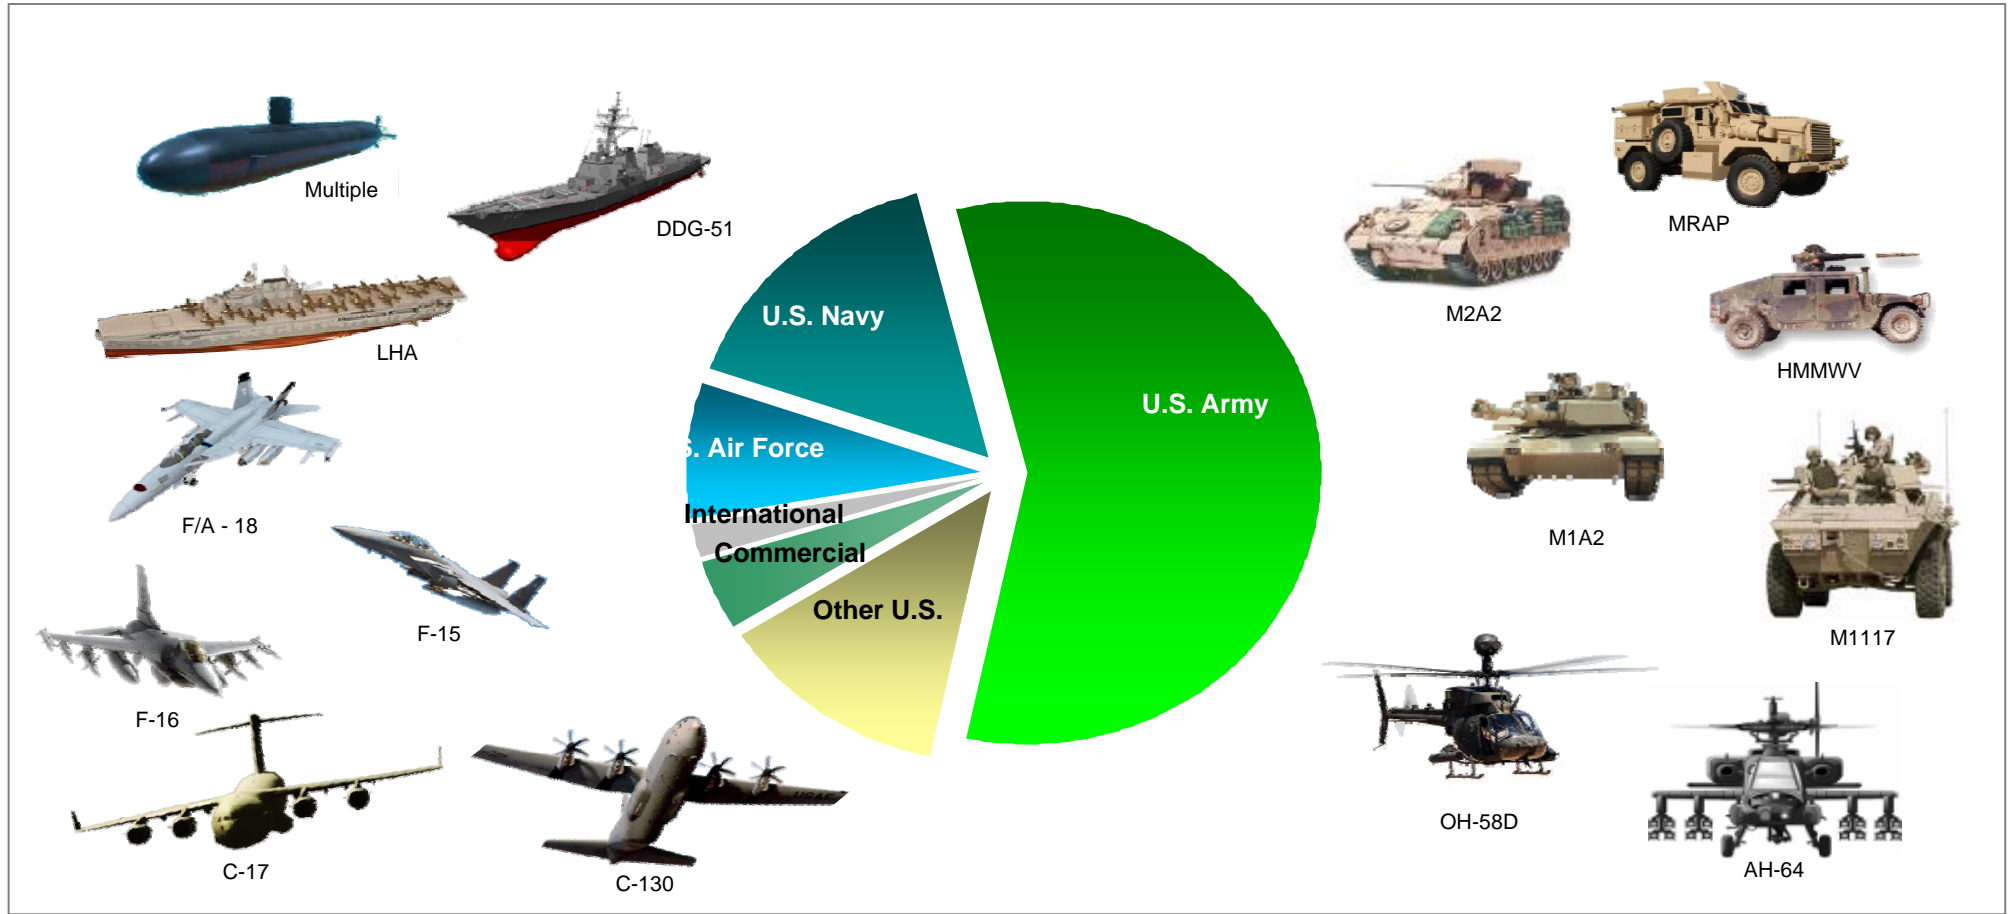 Multiple
DDG-51
LHA
F/A - 18
F-15
F-16
C-17
C-130
U.S. Navy
S. Air Force
International
Commercial
Other U.S.
U.S. Army
MRAP
M2A2
HMMWV
M1A2
M1117
OH-58D
AH-64